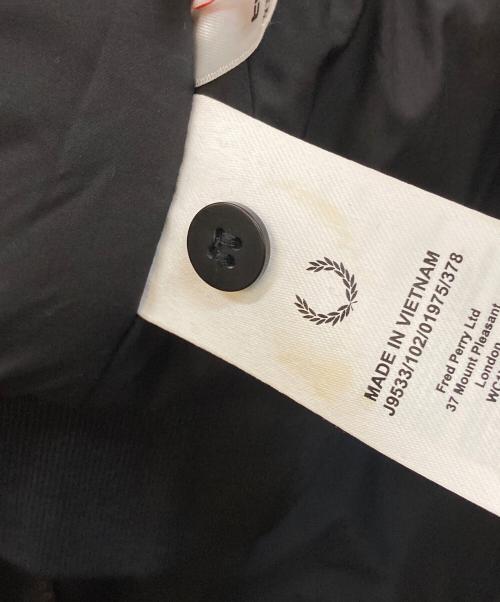 MADE IN VIETNAM
J9533/102/01975/378
Fred Perry Ltd
37 Mount Pleasant
London